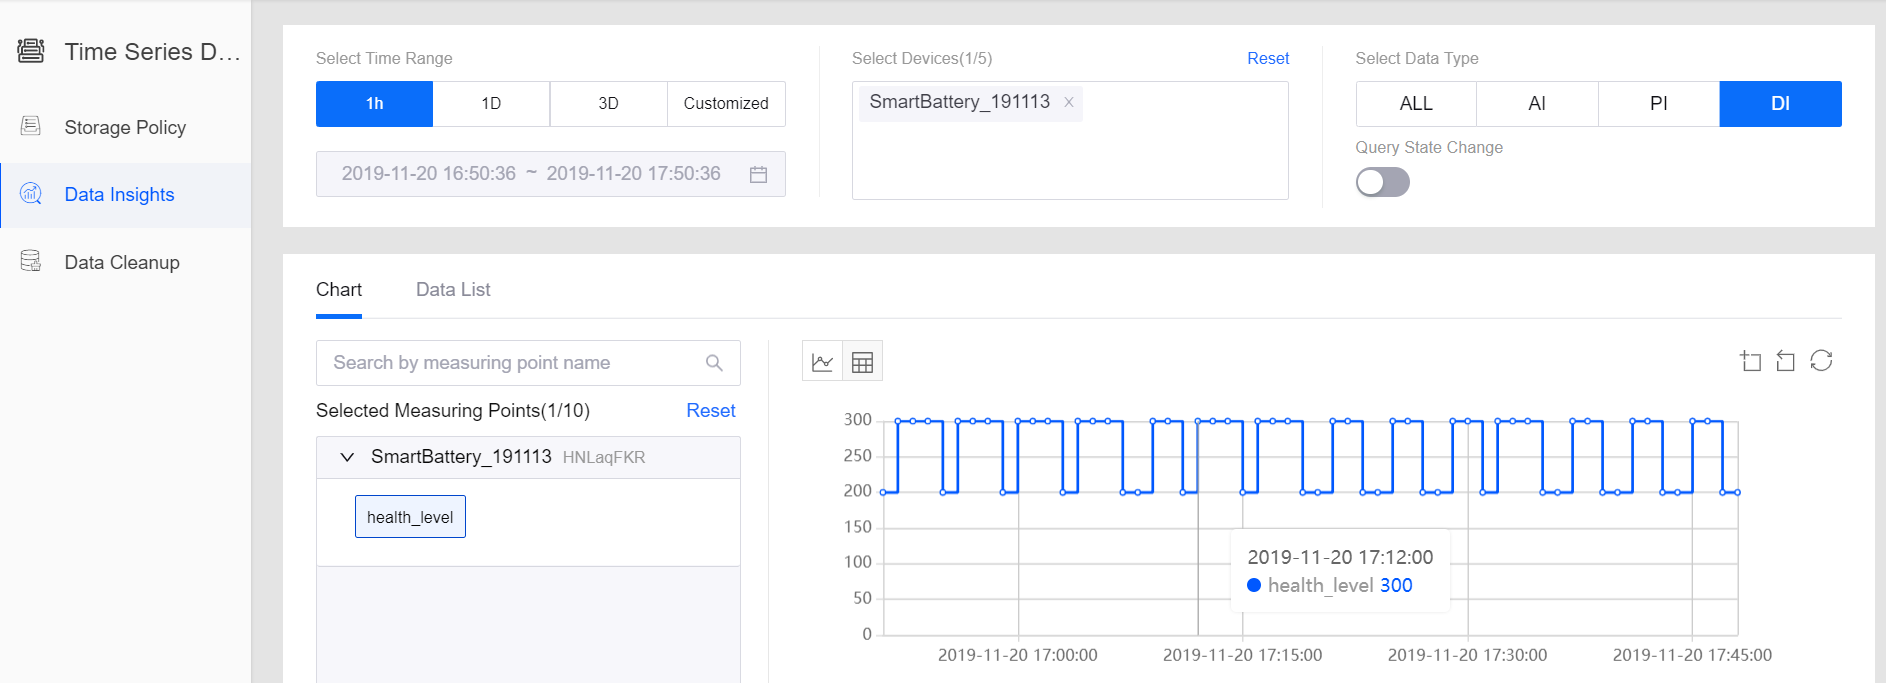 Time Series D...
Storage Policy
Data Insights
Data Cleanup
Select Time Range
1h
1D
3D
Customized
2019-11-20 16:50:36 ~ 2019-11-20 17:50:36
Select Devices(1/5)
Reset
SmartBattery_191113 ×
Select Data Type
ALL
AI
PI
DI
Query State Change
Chart
Data List
Search by measuring point name
Selected Measuring Points(1/10)
Reset
SmartBattery_191113 HNLaqFKR
health_level
300
250
200
150
100
50
0
2019-11-20 17:12:00
health_level 300
2019-11-20 17:00:00
2019-11-20 17:15:00
2019-11-20 17:30:00
2019-11-20 17:45:00